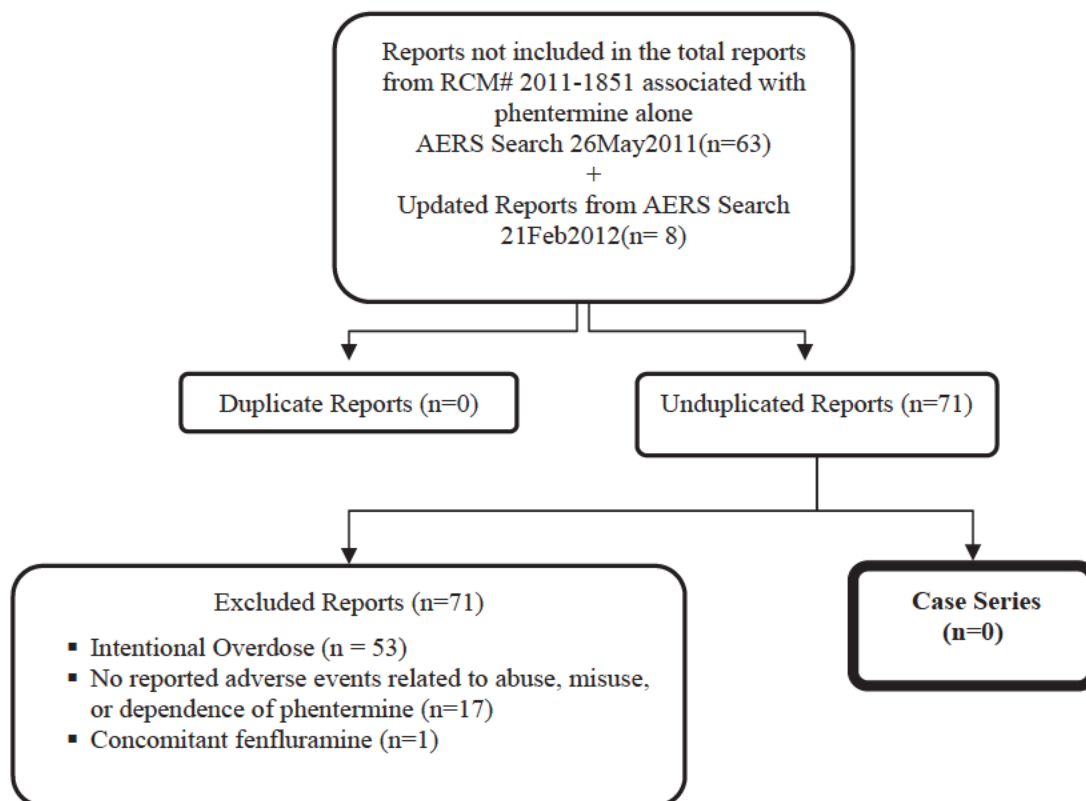 Reports not included in the total reports
from RCM# 2011-1851 associated with
phentermine alone
AERS Search 26May2011(n=63)
+
Updated Reports from AERS Search
21Feb2012(n= 8)
Duplicate Reports (n=0)
Unduplicated Reports (n=71)
Excluded Reports (n=71)
▪ Intentional Overdose (n = 53)
▪ No reported adverse events related to abuse, misuse,
or dependence of phentermine (n=17)
▪ Concomitant fenfluramine (n=1)
Case Series
(n=0)